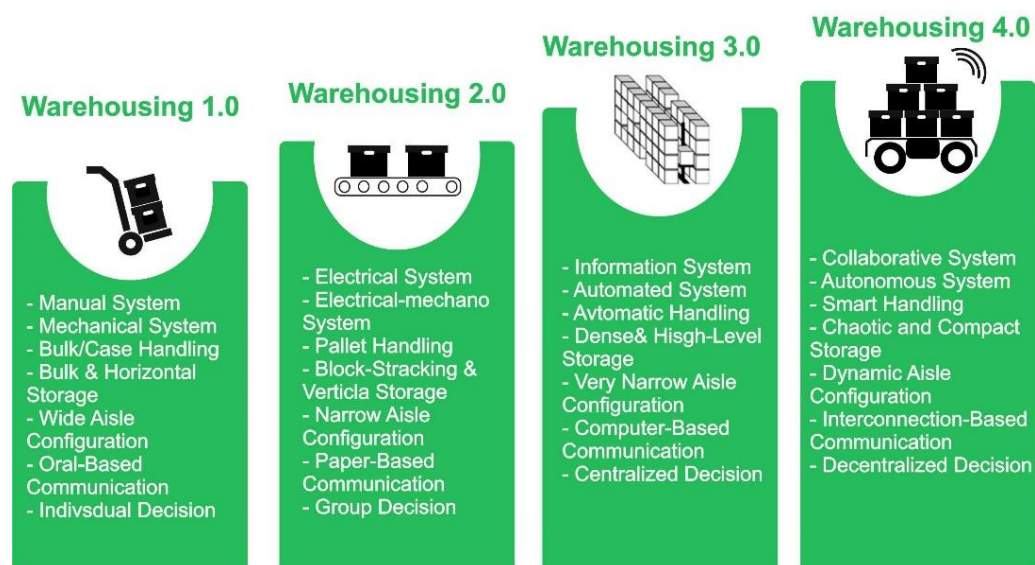 Warehousing 1.0
- Manual System
- Mechanical System
- Bulk/Case Handling
- Bulk & Horizontal
Storage
- Wide Aisle
Configuration
- Oral-Based
Communication
- Indivsdual Decision
Warehousing 2.0
- Electrical System
- Electrical-mechano
System
- Pallet Handling
- Block-Stracking &
Verticla Storage
- Narrow Aisle
Configuration
- Paper-Based
Communication
- Group Decision
Warehousing 3.0
- Information System
- Automated System
- Avtomatic Handling
- Dense& Hisgh-Level
Storage
- Very Narrow Aisle
Configuration
- Computer-Based
Communication
- Centralized Decision
Warehousing 4.0
- Collaborative System
- Autonomous System
- Smart Handling
- Chaotic and Compact
Storage
- Dynamic Aisle
Configuration
- Interconnection-Based
Communication
- Decentralized Decision